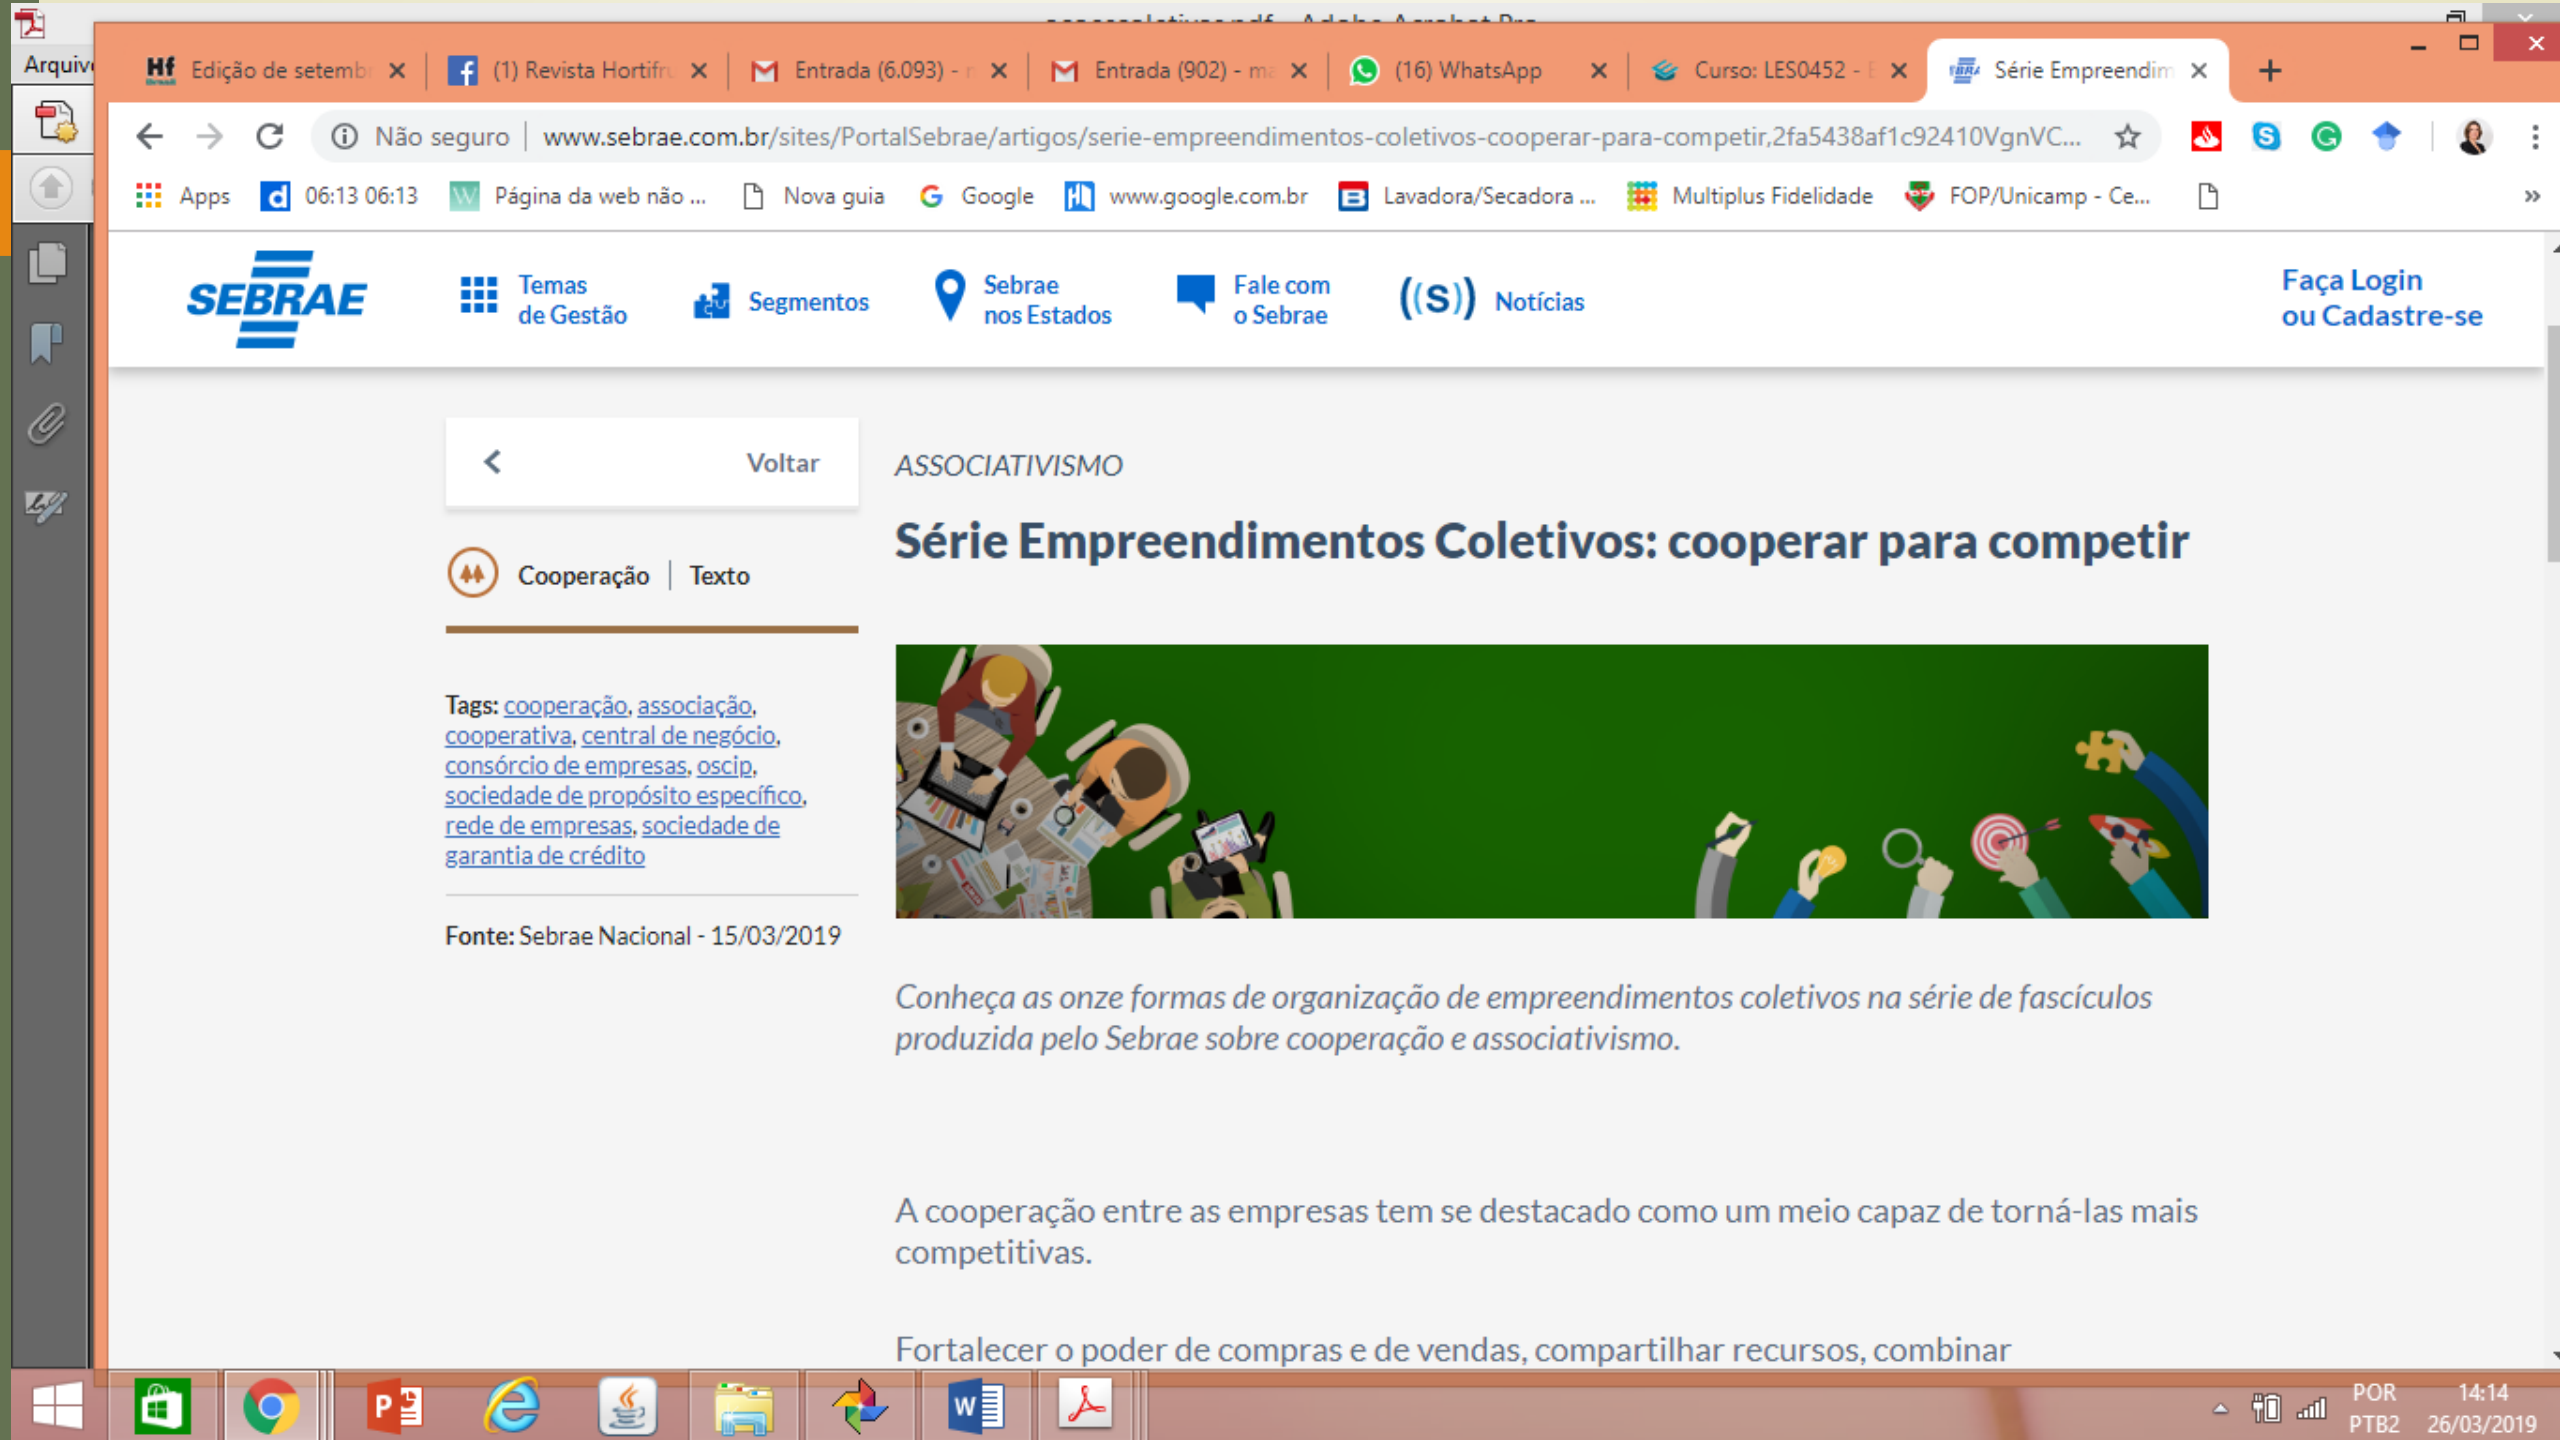 Arquiv
Hf Edição de setemb
(1) Revista Hortifru
Entrada (6.093) -
Entrada (902) - ma
(16) WhatsApp
Curso: LES0452 -
Série Empreendim
Não seguro
www.sebrae.com.br/sites/PortalSebrae/artigos/serie-empreendimentos-coletivos-cooperar-para-competir,2fa5438af1c92410VgnVC...
Apps
06:13 06:13
Página da web não ...
Nova guia
Google
www.google.com.br
Lavadora/Secadora ...
Multiplus Fidelidade
FOP/Unicamp - Ce...
SEBRAE
Temas
de Gestão
Segmentos
Sebrae
nos Estados
Fale com
o Sebrae
((S)) Notícias
Faça Login
ou Cadastre-se
Voltar
Cooperação | Texto
Tags: cooperação, associação,
cooperativa, central de negócio,
consórcio de empresas, oscip,
sociedade de propósito específico,
rede de empresas, sociedade de
garantia de crédito
Fonte: Sebrae Nacional - 15/03/2019
ASSOCIATIVISMO
Série Empreendimentos Coletivos: cooperar para competir
Conheça as onze formas de organização de empreendimentos coletivos na série de fascículos
produzida pelo Sebrae sobre cooperação e associativismo.
A cooperação entre as empresas tem se destacado como um meio capaz de torná-las mais
competitivas.
Fortalecer o poder de compras e de vendas, compartilhar recursos, combinar
POR
PTB2
14:14
26/03/2019